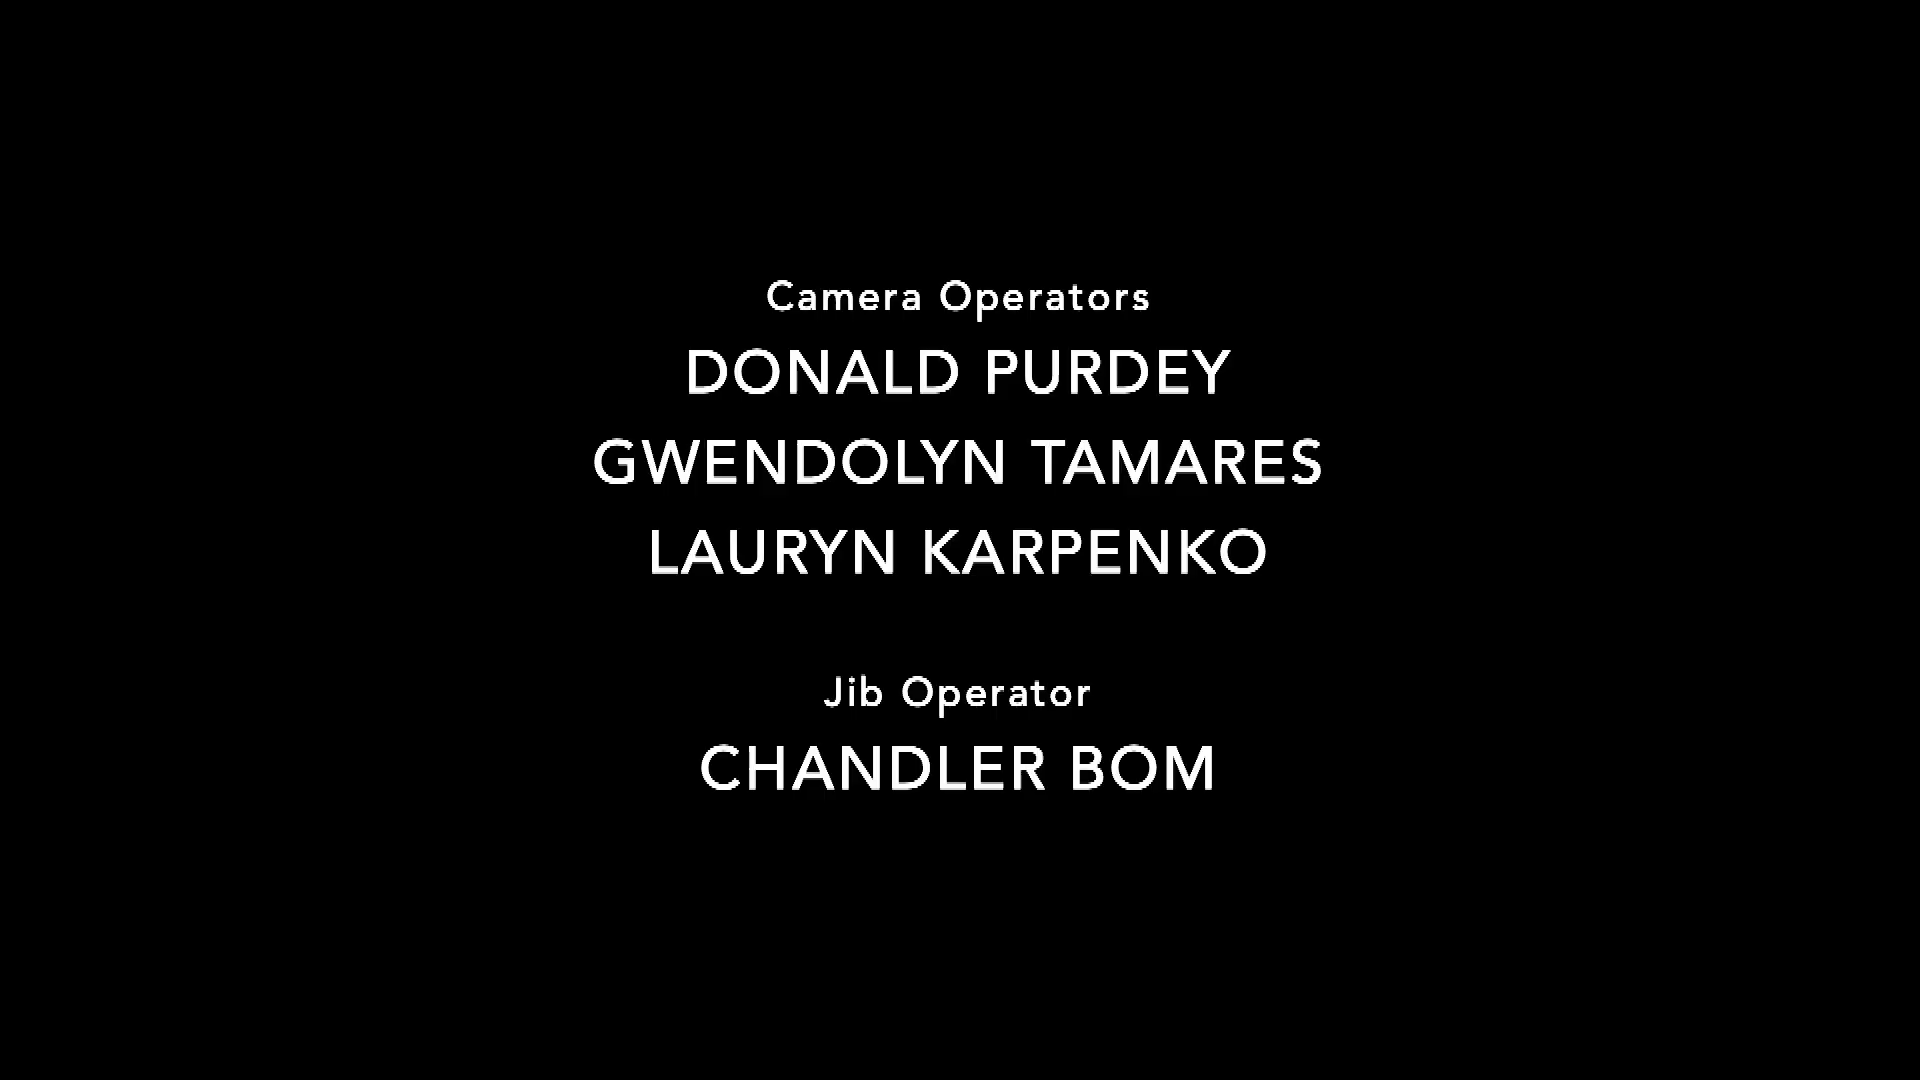 Camera Operators
DONALD PURDEY
GWENDOLYN TAMARES
LAURYN KARPENKO
Jib Operator
CHANDLER BOM